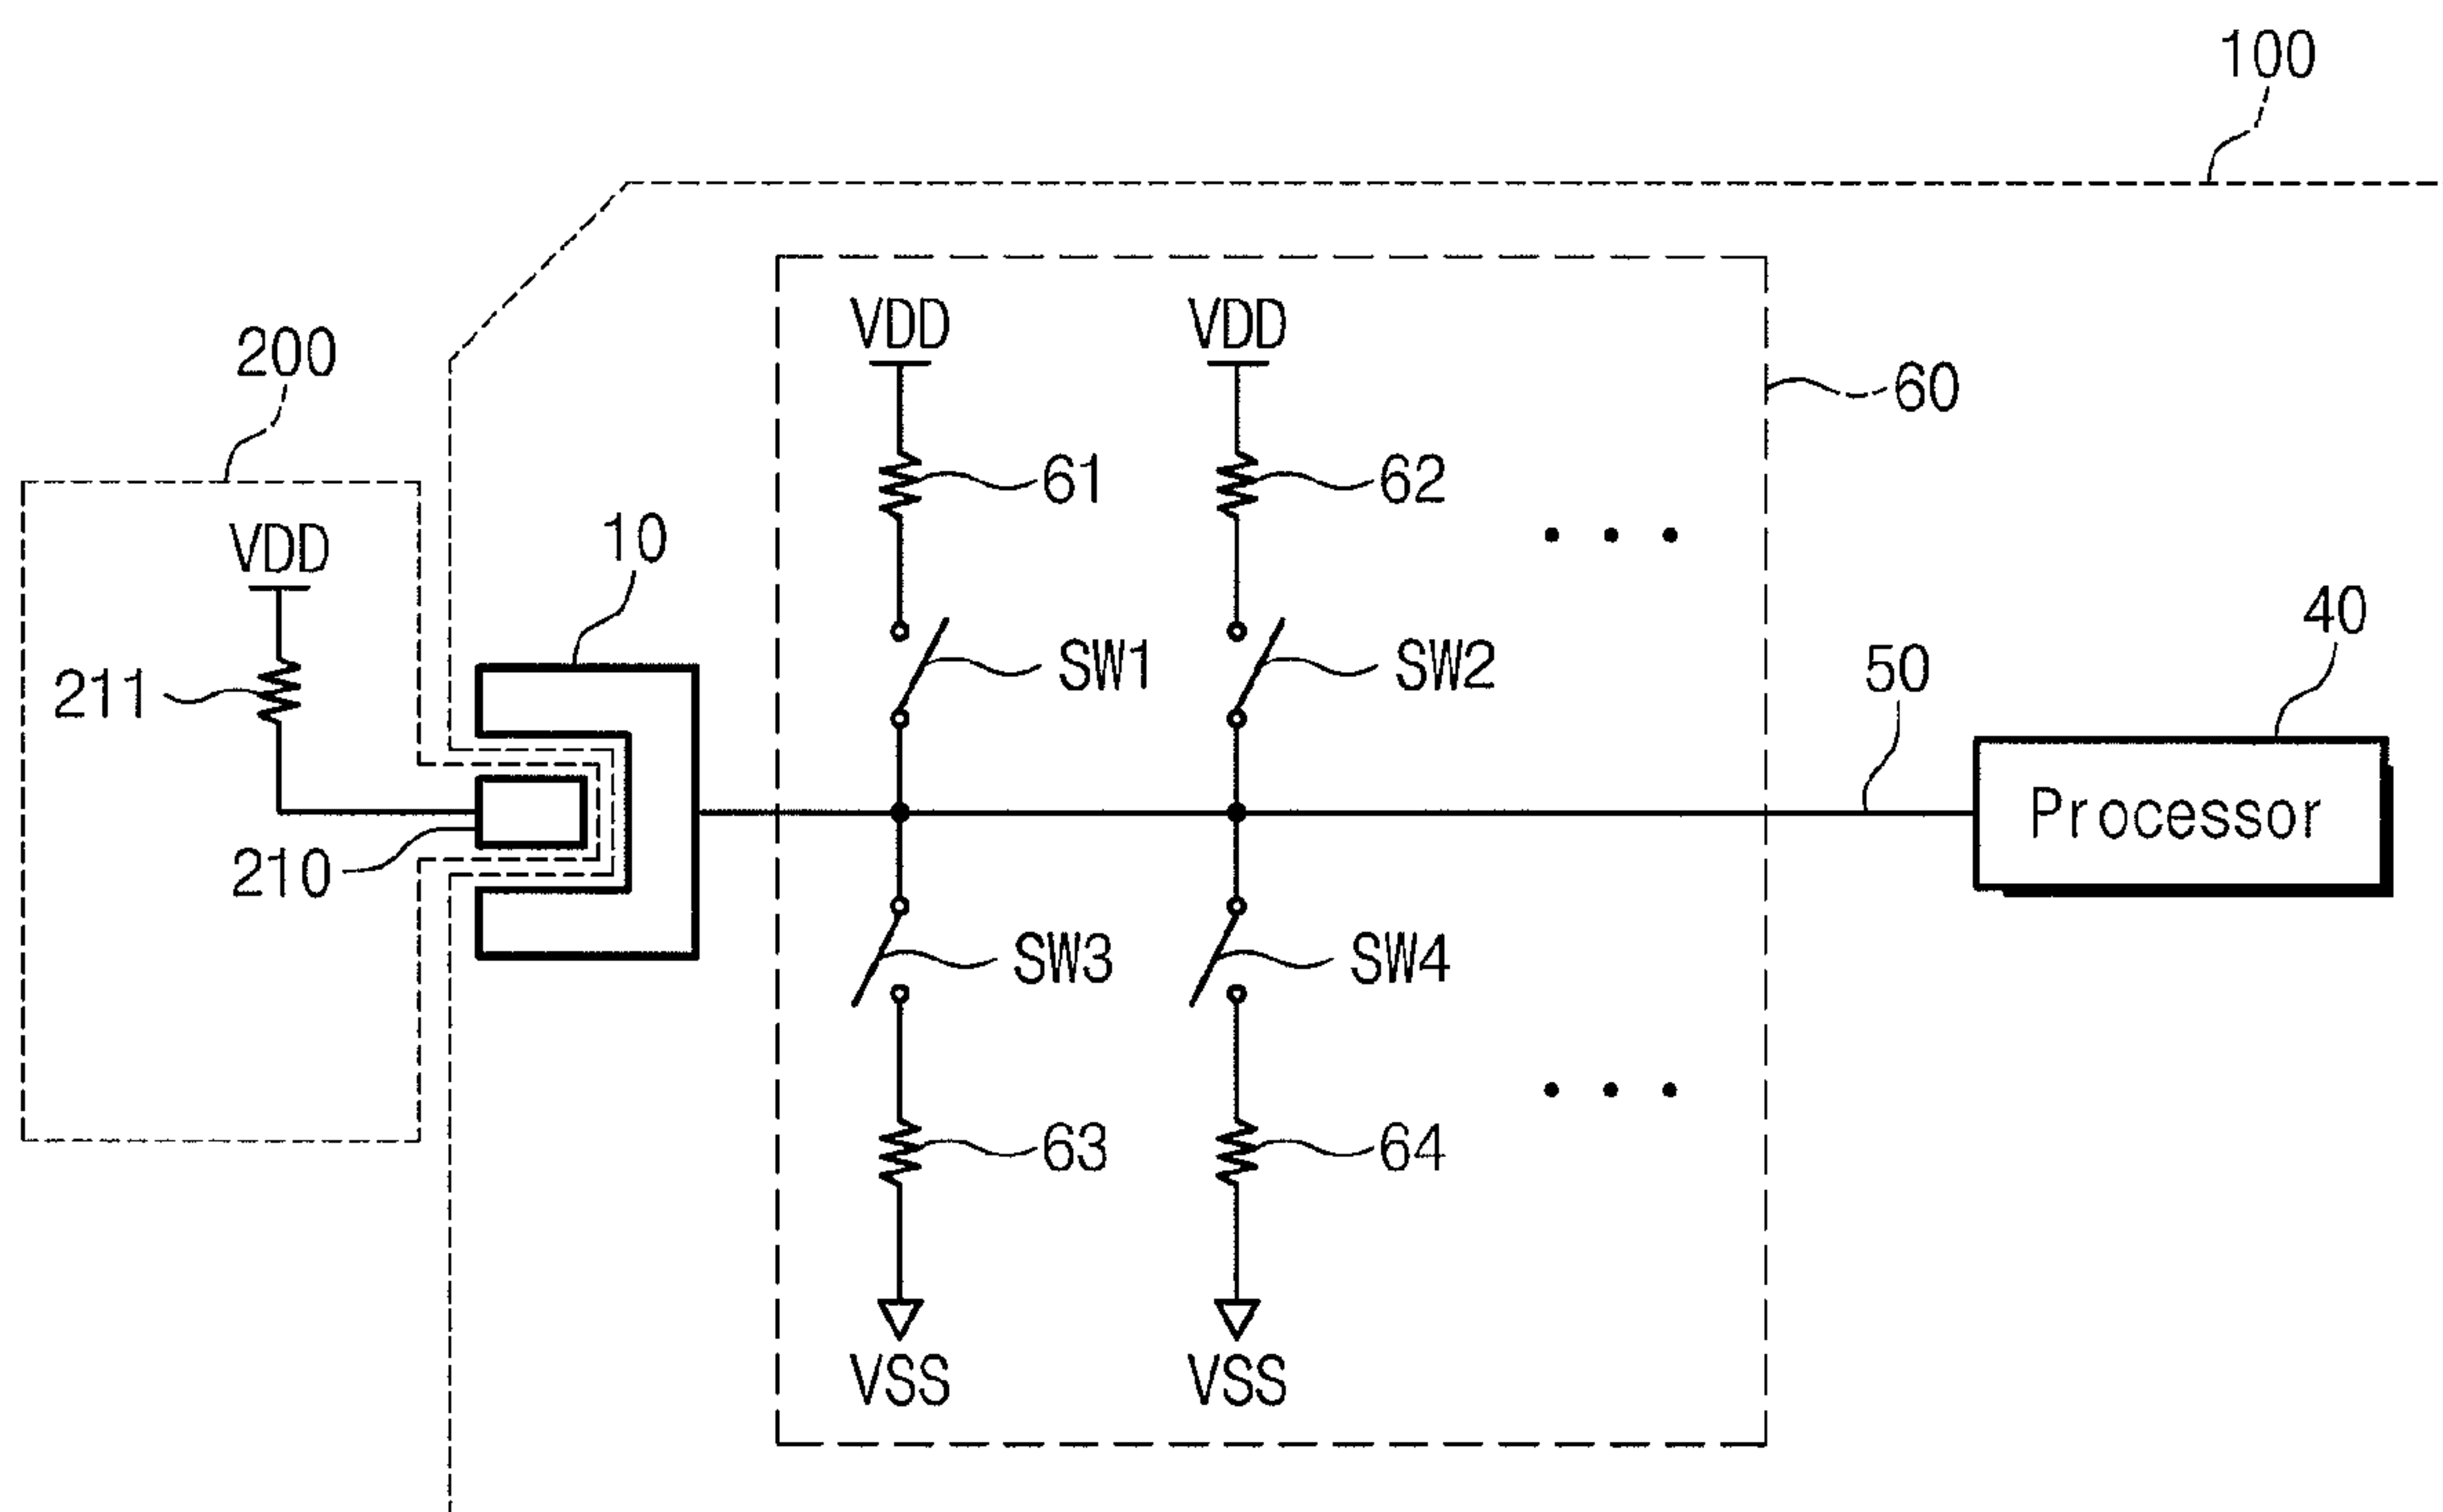 100
VDD VDD
200
60
61 62
VDD 10
40
SW1 SW2
50
211
Processor
210
SW3 SW4
63 64
VSS VSS